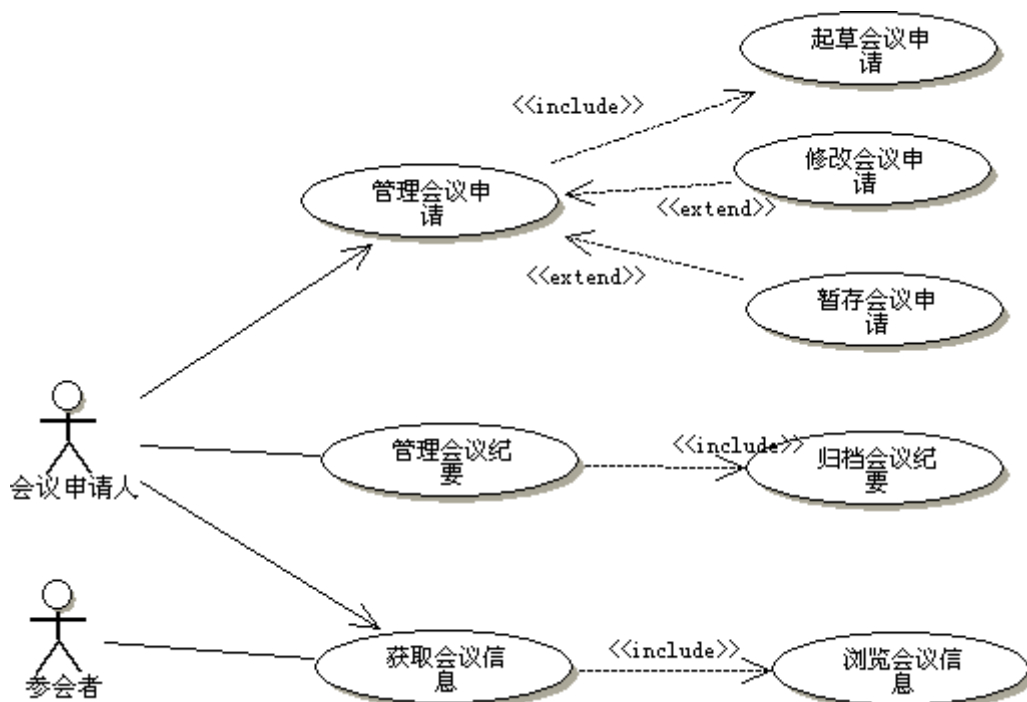 起草会议申
请
<<include>>
修改会议申
请
管理会议申
请
<<extend>>
<<extend>>
暂存会议申
请
会议申请人
管理会议纪
要
<<include>>
归档会议纪
要
参会者
获取会议信
息
<<include>>
浏览会议信
息